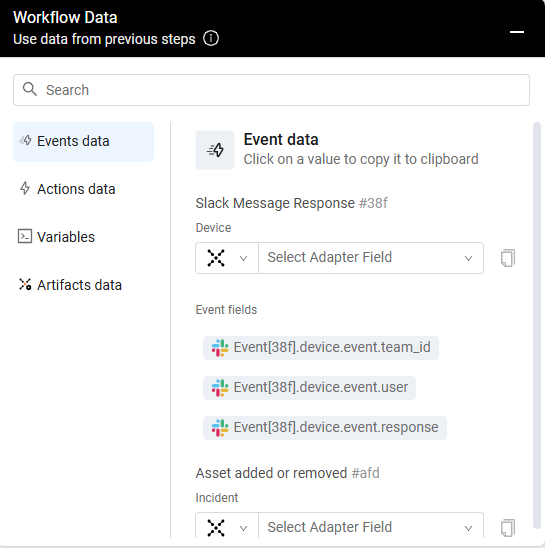 Workflow Data
Use data from previous steps
Search
Events data
Actions data
Variables
Artifacts data
Event data
Click on a value to copy it to clipboard
Slack Message Response #38f
Device
Select Adapter Field
Event fields
Event[38f].device.event.team_id
Event[38f].device.event.user
Event[38f].device.event.response
Asset added or removed #afd
Incident
Select Adapter Field